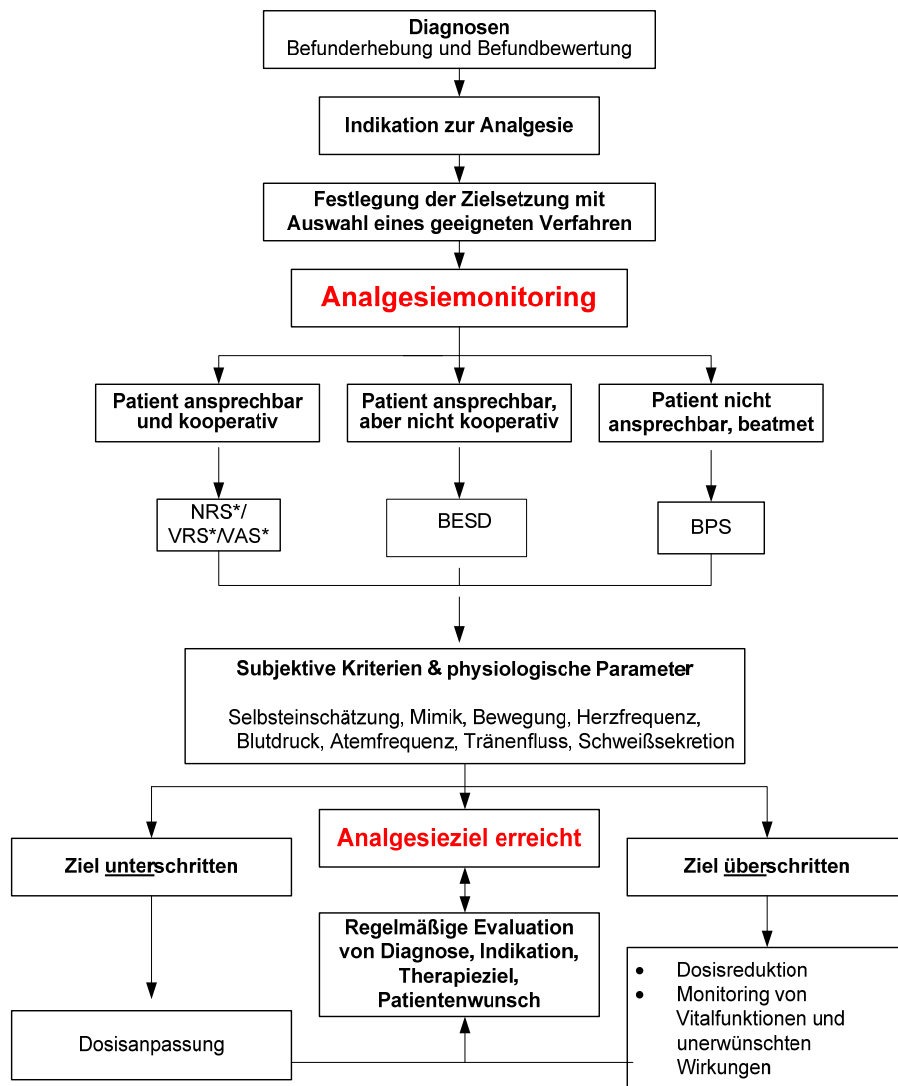 Diagnosen
Befunderhebung und Befundbewertung
Indikation zur Analgesie
Festlegung der Zielsetzung mit
Auswahl eines geeigneten Verfahren
Analgesiemonitoring
Patient ansprechbar
und kooperativ
Patient ansprechbar,
aber nicht kooperativ
Patient nicht
ansprechbar, beatmet
NRS*/
VRS*/VAS*
BESD
BPS
Subjektive Kriterien & physiologische Parameter
Selbsteinschätzung, Mimik, Bewegung, Herzfrequenz,
Blutdruck, Atemfrequenz, Tränenfluss, Schweißsekretion
Ziel unterschritten
Analgesieziel erreicht
Ziel überschritten
Regelmäßige Evaluation
von Diagnose, Indikation,
Therapieziel,
Patientenwunsch
Dosisanpassung
• Dosisreduktion
• Monitoring von
Vitalfunktionen und
unerwünschten
Wirkungen